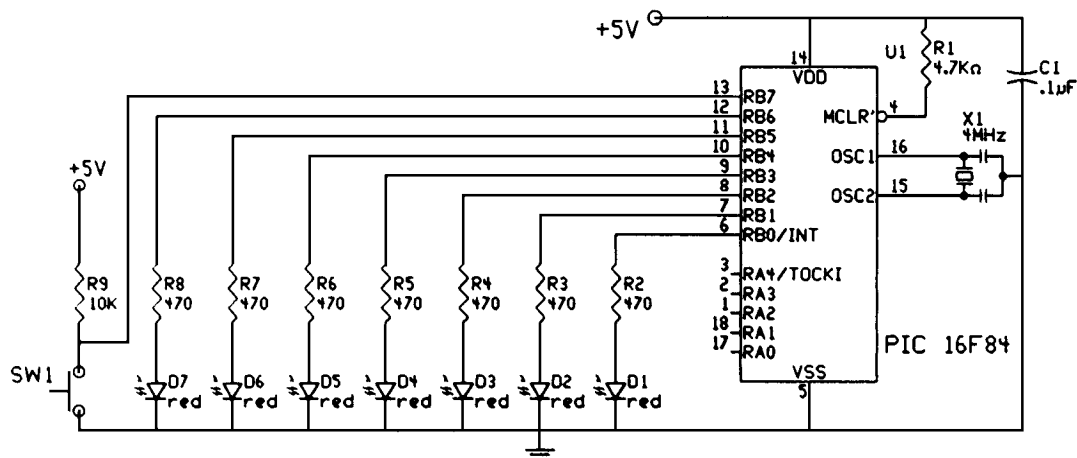 +5V
14
VDD
U1
R1
4.7KΩ
C1
.1µF
13
RB7
12
RB6
11
RB5
10
RB4
9
RB3
8
RB2
7
RB1
6
RB0/INT
3
RA4/TOCKI
2
RA3
1
RA2
18
RA1
17
RA0
MCLR'
4
X1
4MHz
OSC1
16
OSC2
15
VSS
5
PIC 16F84
+5V
R9
10K
R8
470
R7
470
R6
470
R5
470
R4
470
R3
470
R2
470
SW1
D7
red
D6
red
D5
red
D4
red
D3
red
D2
red
D1
red